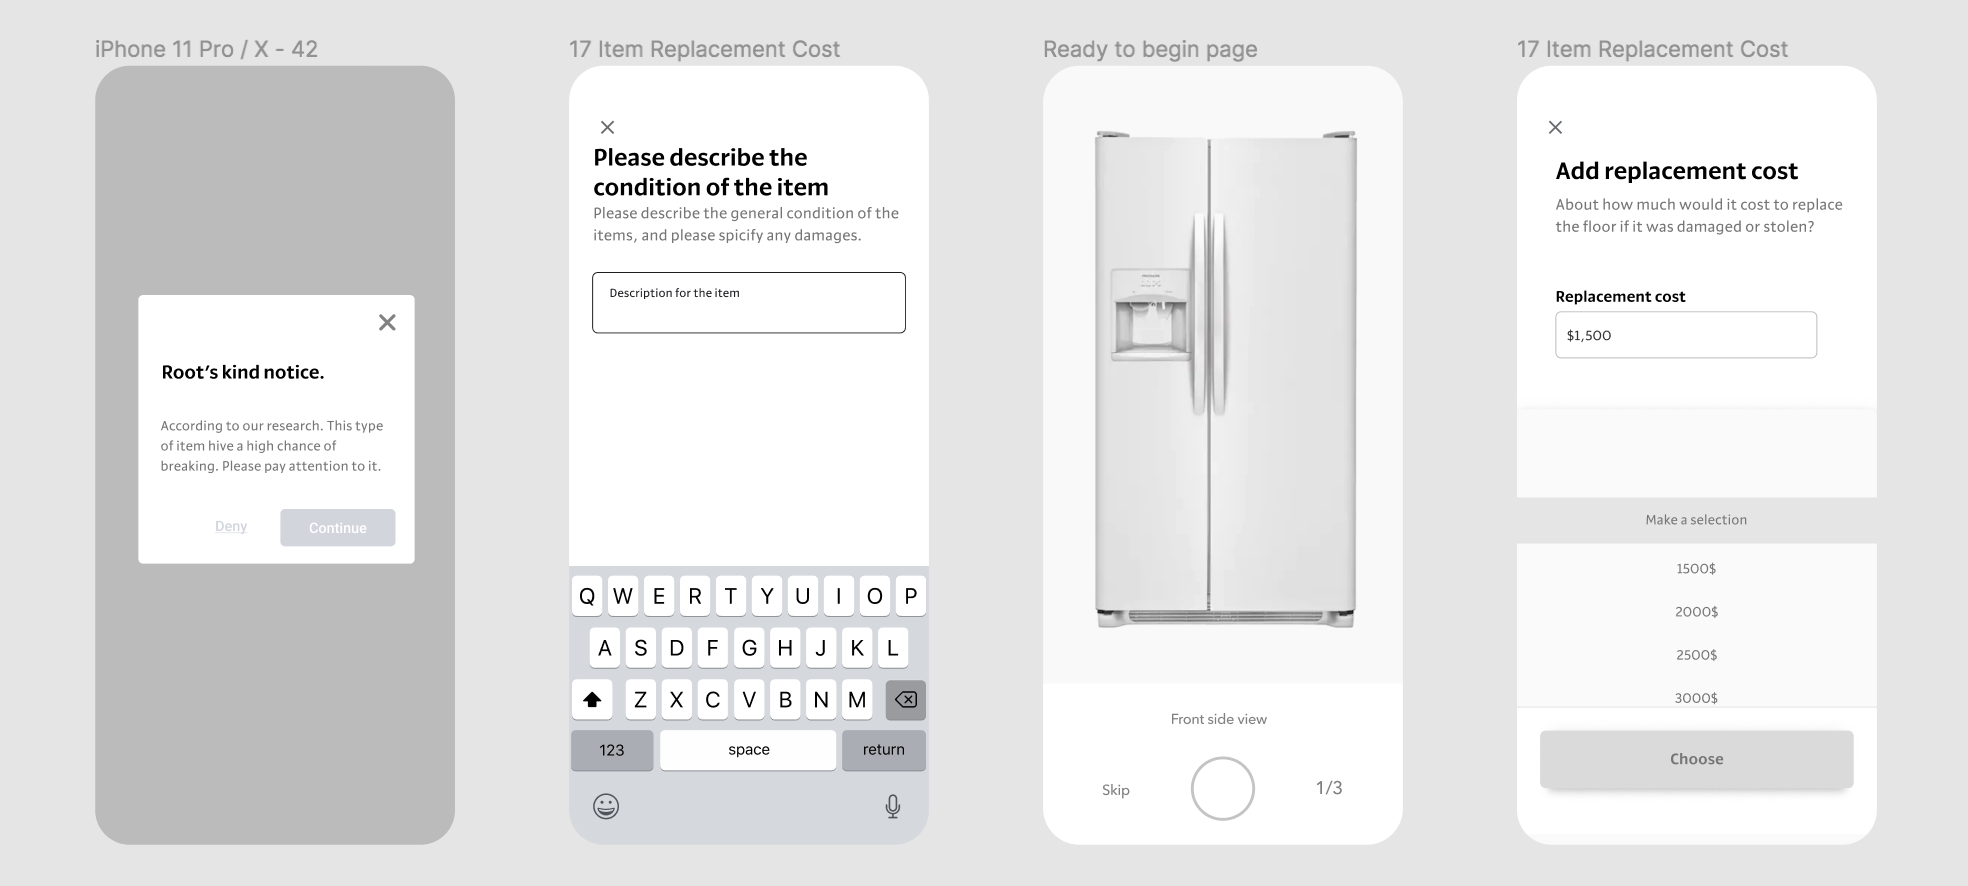 iPhone 11 Pro / X - 42
Root's kind notice.
According to our research. This type
of item hive a high chance of
breaking. Please pay attention to it.
Deny
Continue
17 Item Replacement Cost
Please describe the
condition of the item
Please describe the general condition of the
items, and please spicify any damages.
Description for the item
Q W E R T Y U I O P
A S D F G H J K L
Z X C V B N M
123 space return
Ready to begin page
Front side view
Skip
1/3
17 Item Replacement Cost
Add replacement cost
About how much would it cost to replace
the floor if it was damaged or stolen?
Replacement cost
$1,500
Make a selection
1500$
2000$
2500$
3000$
Choose